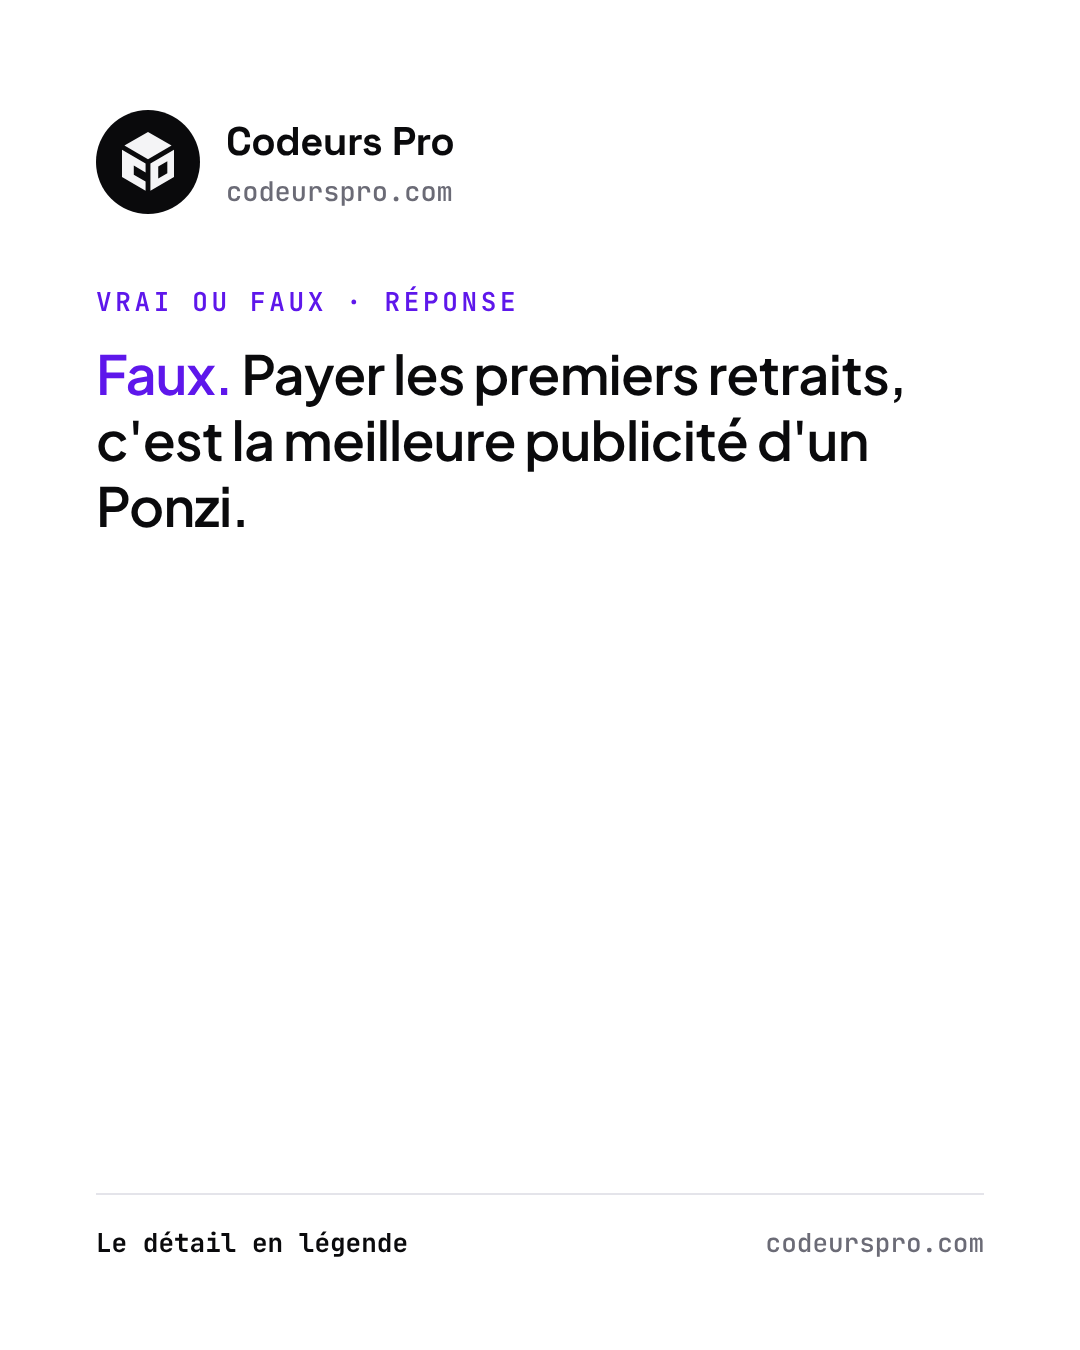 Codeurs Pro
codeurspro.com
VRAI OU FAUX · RÉPONSE
Faux. Payer les premiers retraits,
c'est la meilleure publicité d'un
Ponzi.
Le détail en légende
codeurspro.com